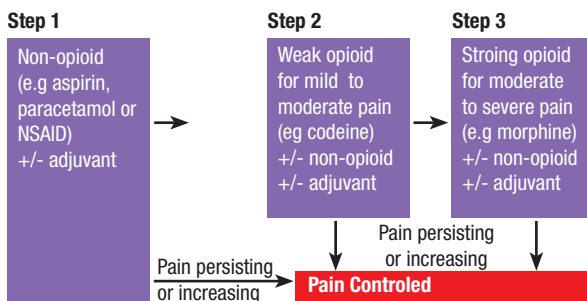 Step 1
Non-opioid
(e.g aspirin,
paracetamol or
NSAID)
+/- adjuvant
Step 2
Weak opioid
for mild to
moderate pain
(eg codeine)
+/- non-opioid
+/- adjuvant
Step 3
Stroing opioid
for moderate
to severe pain
(e.g morphine)
+/- non-opioid
+/- adjuvant
Pain persisting
or increasing
Pain persisting
or increasing
Pain Controled